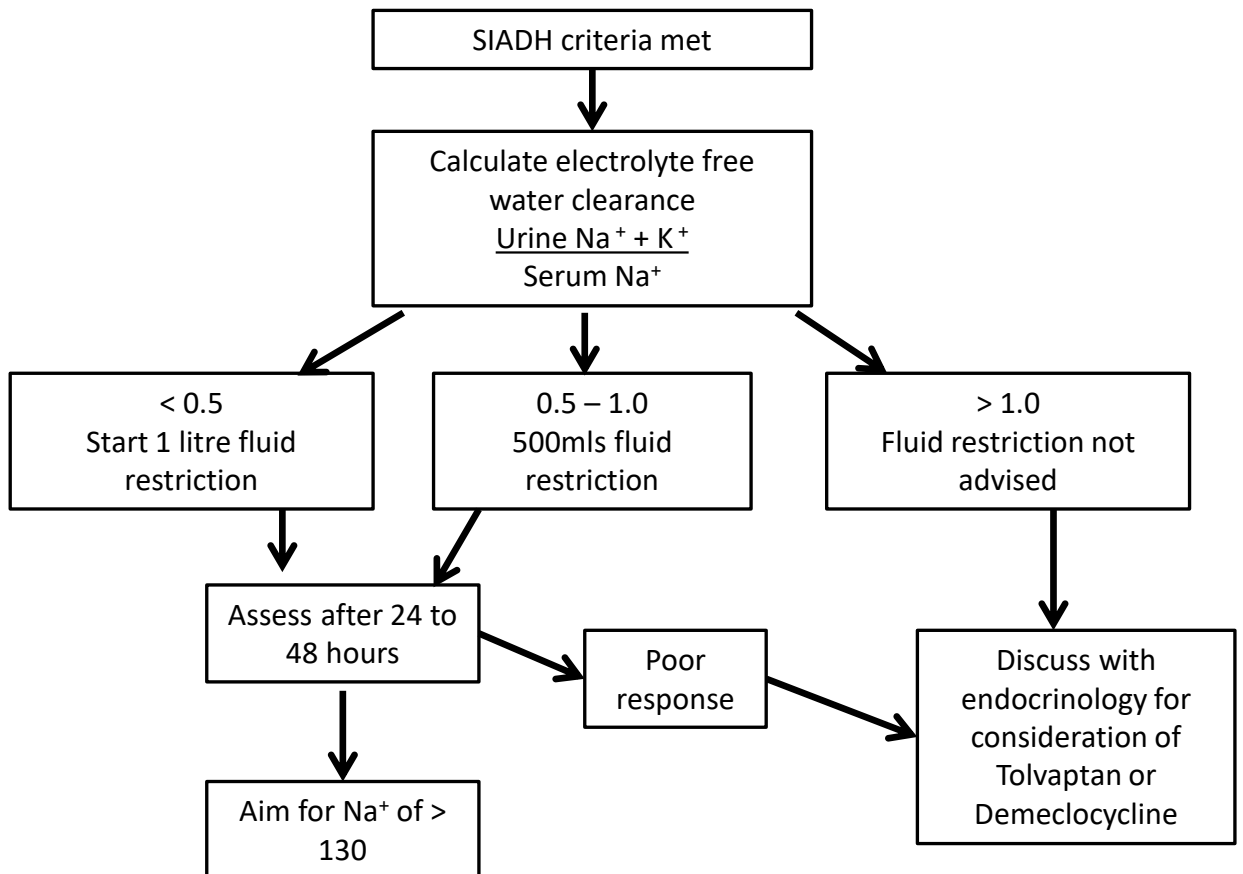 SIADH criteria met
Calculate electrolyte free
water clearance
Urine Na⁺ + K⁺
Serum Na⁺
< 0.5
Start 1 litre fluid
restriction
0.5 – 1.0
500mls fluid
restriction
> 1.0
Fluid restriction not
advised
Assess after 24 to
48 hours
Poor
response
Discuss with
endocrinology for
consideration of
Tolvaptan or
Demeclocycline
Aim for Na⁺ of >
130